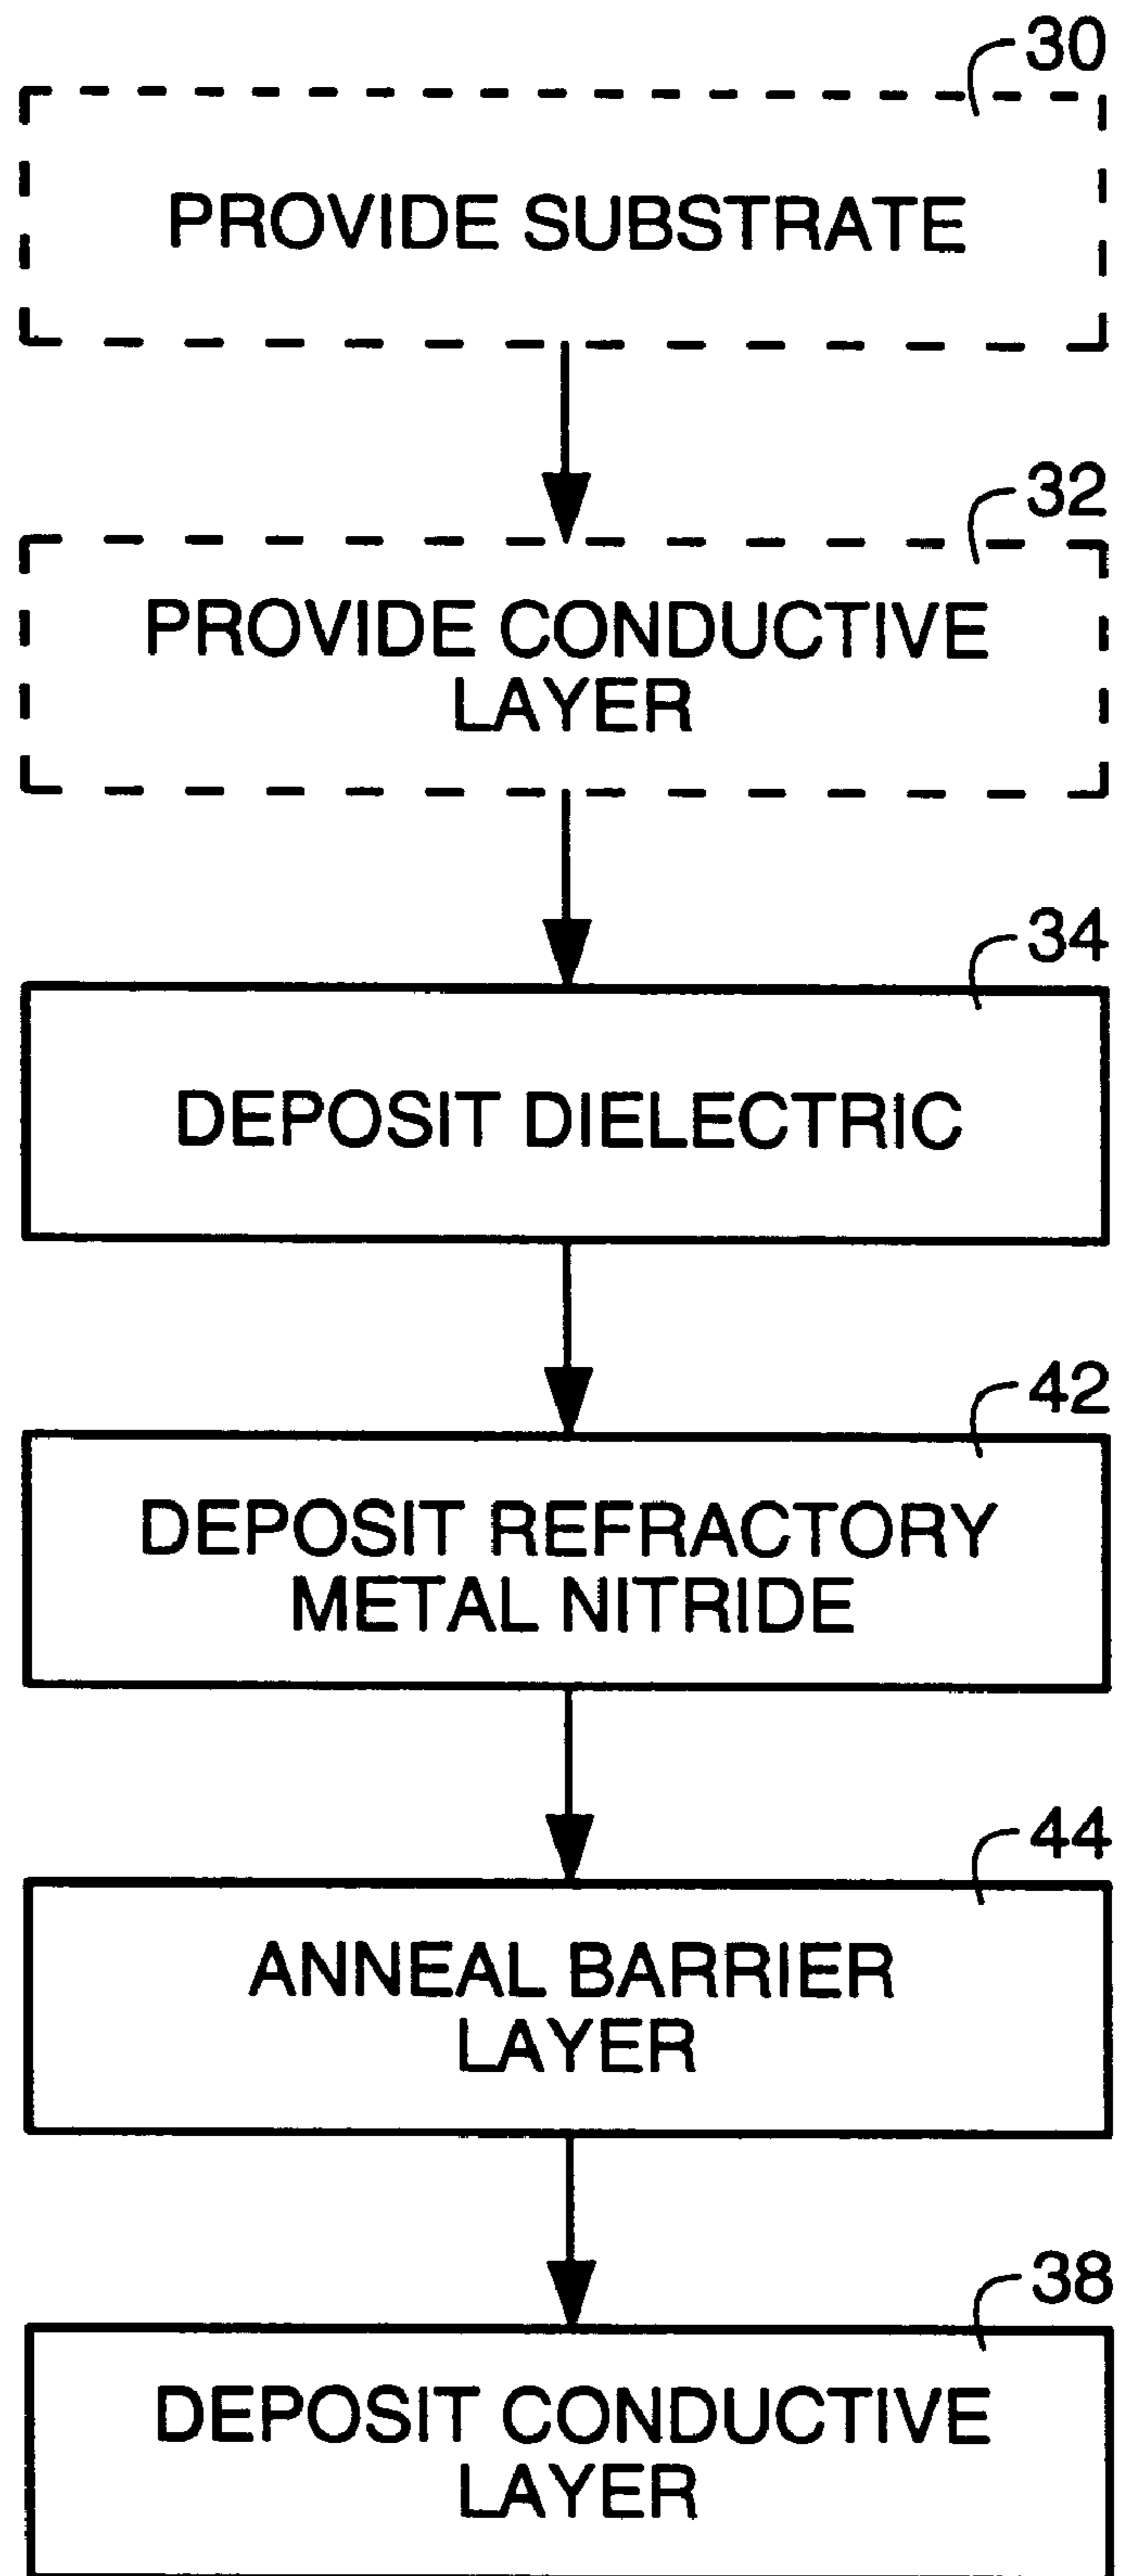 30
PROVIDE SUBSTRATE
32
PROVIDE CONDUCTIVE
LAYER
34
DEPOSIT DIELECTRIC
42
DEPOSIT REFRACTORY
METAL NITRIDE
44
ANNEAL BARRIER
LAYER
38
DEPOSIT CONDUCTIVE
LAYER